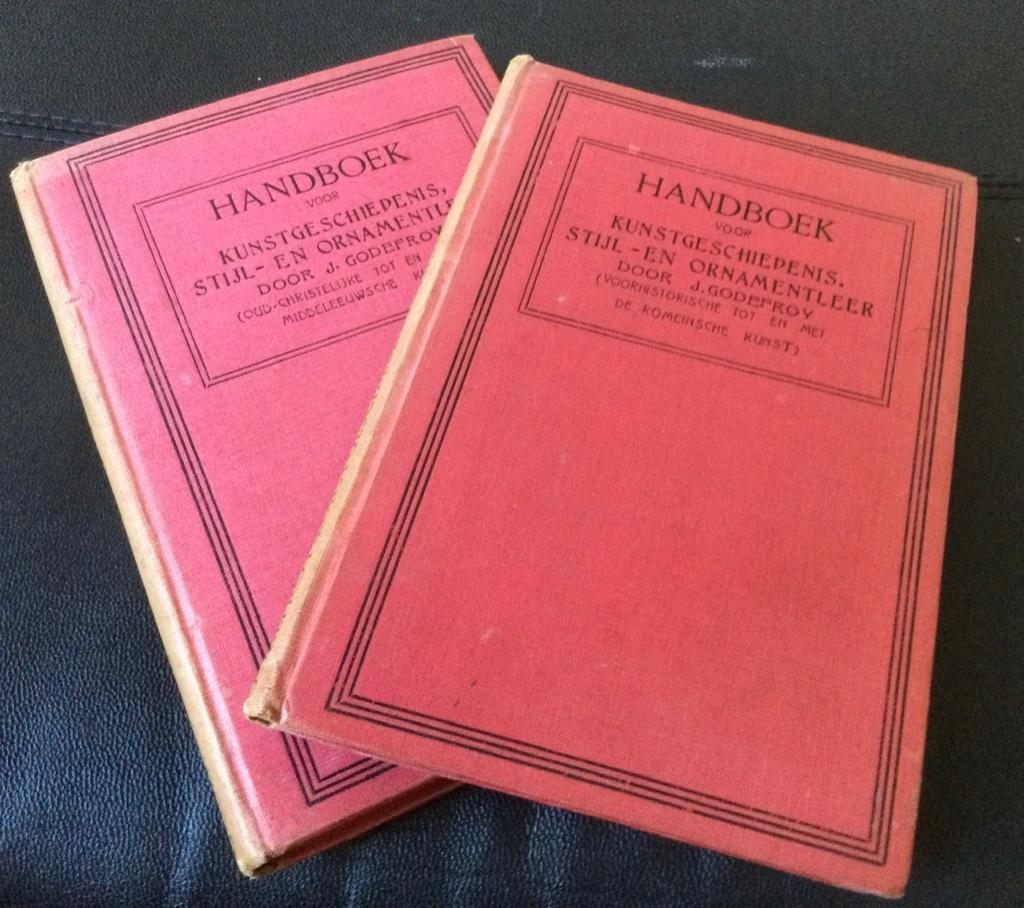 HANDBOEK
VOOR
KUNSTGESCHIEDENIS,
STIJL - EN ORNAMENTLE
DOOR J. GODEFROY
(OUD-CHRISTELIJKE TOT EN
MIDDELEEUWSCHE
HANDBOEK
VOOR
KUNSTGESCHIEDENIS,
STIJL - EN ORNAMENTLEER
DOOR J. GODEFROY
(VOORHISTORISCHE TOT EN MET
DE ROMEINSCHE KUNST)